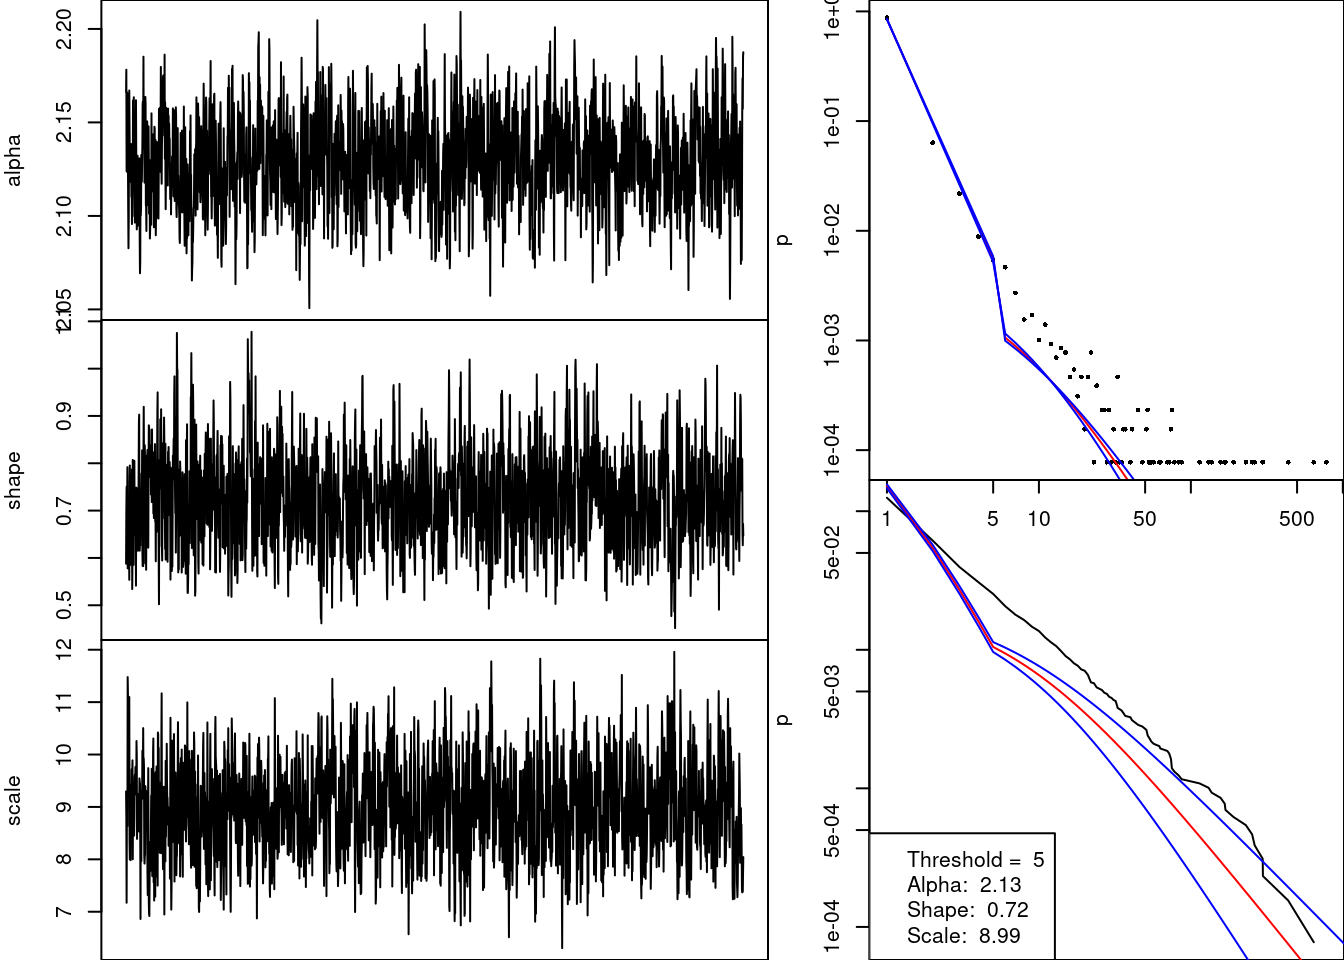 alpha
2.20
2.15
2.10
2.05
shape
0.9
0.7
0.5
scale
12
11
10
9
8
7
p
1e-01
1e-02
1e-03
1e-04
1
5
10
50
500
p
5e-02
5e-03
5e-04
1e-04
Threshold = 5
Alpha: 2.13
Shape: 0.72
Scale: 8.99